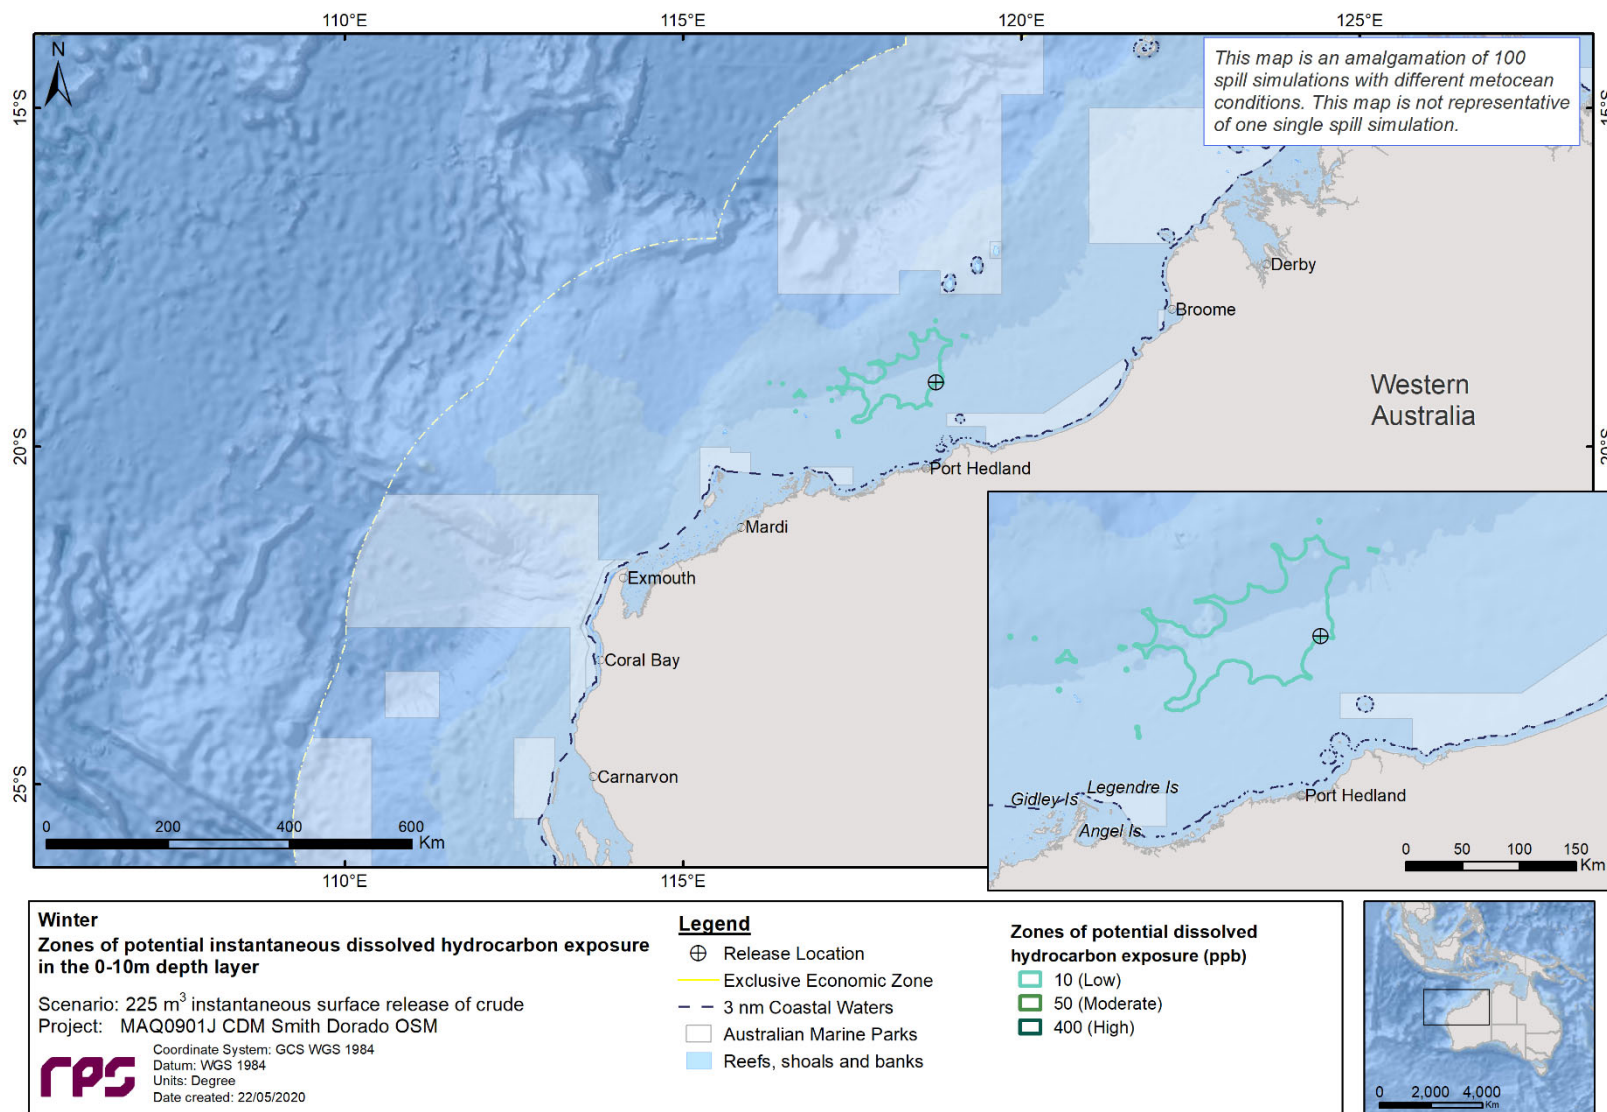 110°E
115°E
120°E
125°E
N
This map is an amalgamation of 100
spill simulations with different metocean
conditions. This map is not representative
of one single spill simulation.
15°S
15°S
Derby
Broome
Western
Australia
20°S
20°S
Port Hedland
Mardi
Exmouth
Coral Bay
Carnarvon
25°S
0 200 400 600
Km
Gidley Is
Legendre Is
Angel Is
Port Hedland
0 50 100 150
Km
110°E
115°E
Winter
Zones of potential instantaneous dissolved hydrocarbon exposure
in the 0-10m depth layer
Scenario: 225 m³ instantaneous surface release of crude
Project: MAQ0901J CDM Smith Dorado OSM
rps
Coordinate System: GCS WGS 1984
Datum: WGS 1984
Units: Degree
Date created: 22/05/2020
Legend
Release Location
Exclusive Economic Zone
3 nm Coastal Waters
Australian Marine Parks
Reefs, shoals and banks
Zones of potential dissolved
hydrocarbon exposure (ppb)
10 (Low)
50 (Moderate)
400 (High)
0 2,000 4,000
Km